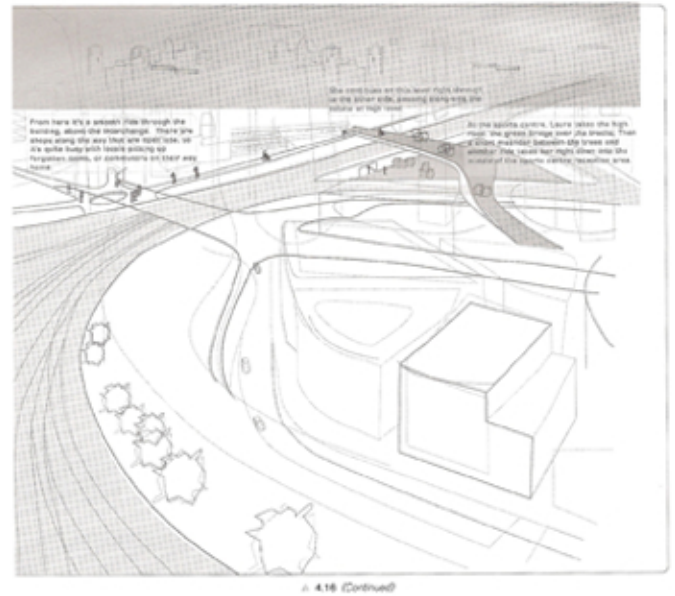 From here it's a smooth ride through the
building, above the interchange. There are
shops along the way that are open late, so
it's quite busy with locals picking up
forgotten items, or commuters on their way
home
She continues on this level right through
to the other side, passing along side the
estate at high level
At the sports centre, Laura takes the high
road: the green bridge over the tracks. Then
a short meander between the trees and
another ride takes her right down into the
of the sports centre reception area
△ 4.16 (Continued)